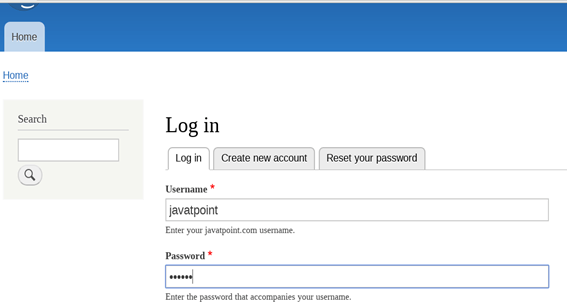 Home
Home
Search
Log in
Log in
Create new account
Reset your password
Username *
javatpoint
Enter your javatpoint.com username.
Password *
••••••
Enter the password that accompanies your username.